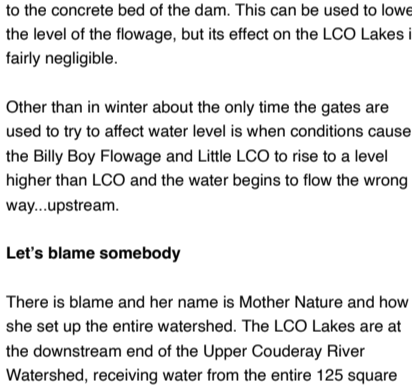 to the concrete bed of the dam. This can be used to lowe
the level of the flowage, but its effect on the LCO Lakes i
fairly negligible.
Other than in winter about the only time the gates are
used to try to affect water level is when conditions cause
the Billy Boy Flowage and Little LCO to rise to a level
higher than LCO and the water begins to flow the wrong
way...upstream.
Let’s blame somebody
There is blame and her name is Mother Nature and how
she set up the entire watershed. The LCO Lakes are at
the downstream end of the Upper Couderay River
Watershed, receiving water from the entire 125 square